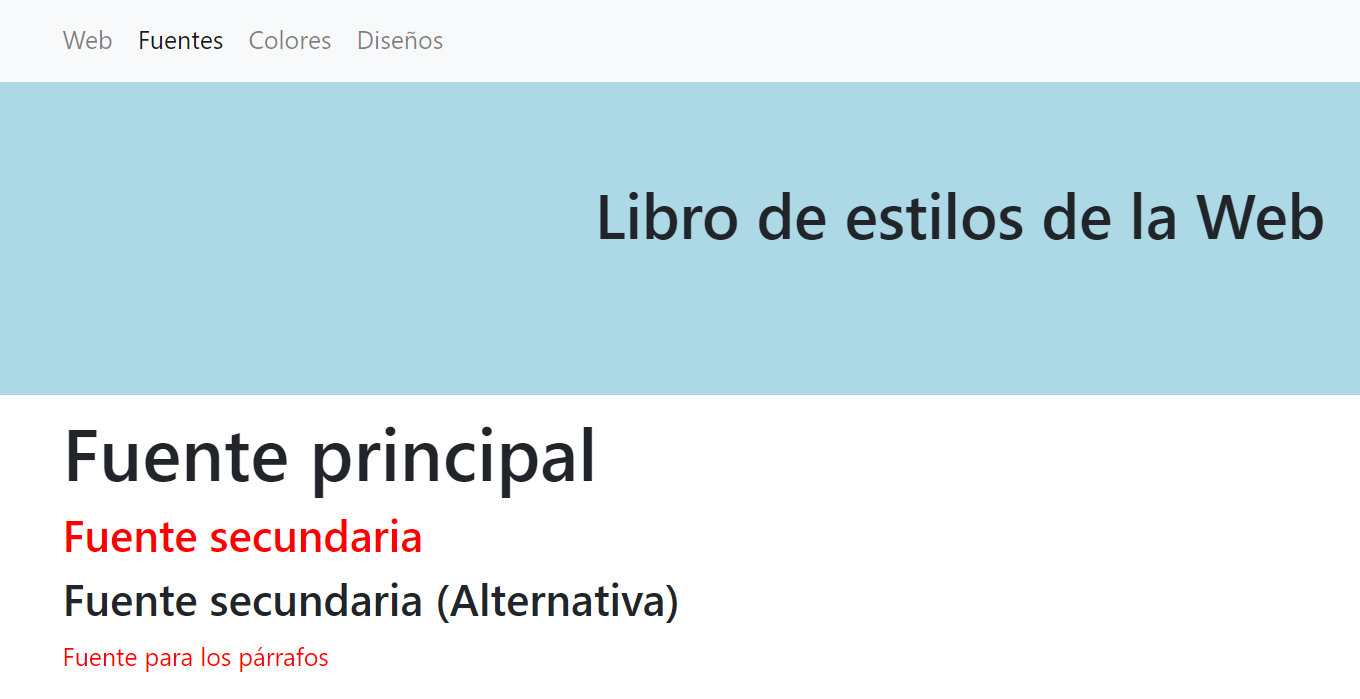 Web Fuentes Colores Diseños
Libro de estilos de la Web
Fuente principal
Fuente secundaria
Fuente secundaria (Alternativa)
Fuente para los párrafos